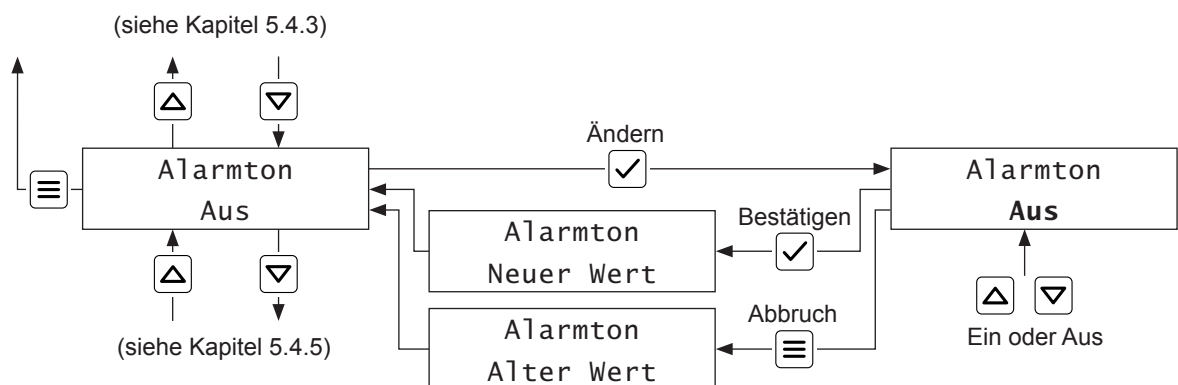 (siehe Kapitel 5.4.3)
Ändern
Alarmton
Aus
Alarmton
Aus
Bestätigen
Alarmton
Neuer Wert
Abbruch
Alarmton
Alter Wert
Ein oder Aus
(siehe Kapitel 5.4.5)